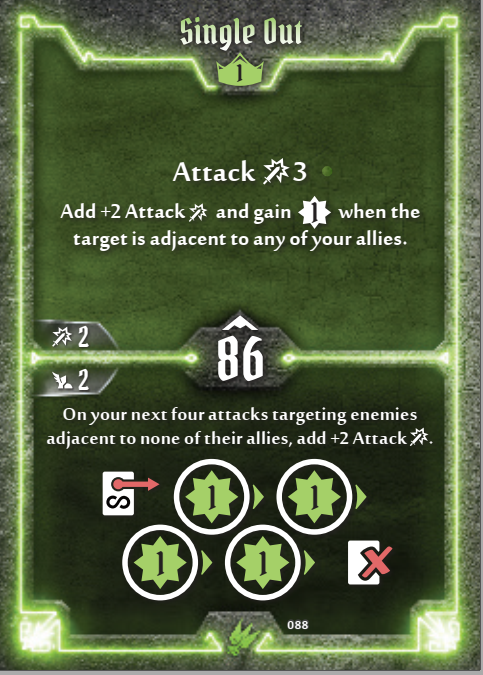 Single Out
1
Attack 3
Add +2 Attack and gain 1 when the
target is adjacent to any of your allies.
2
86
2
On your next four attacks targeting enemies
adjacent to none of their allies, add +2 Attack .
1 1
1 1
088